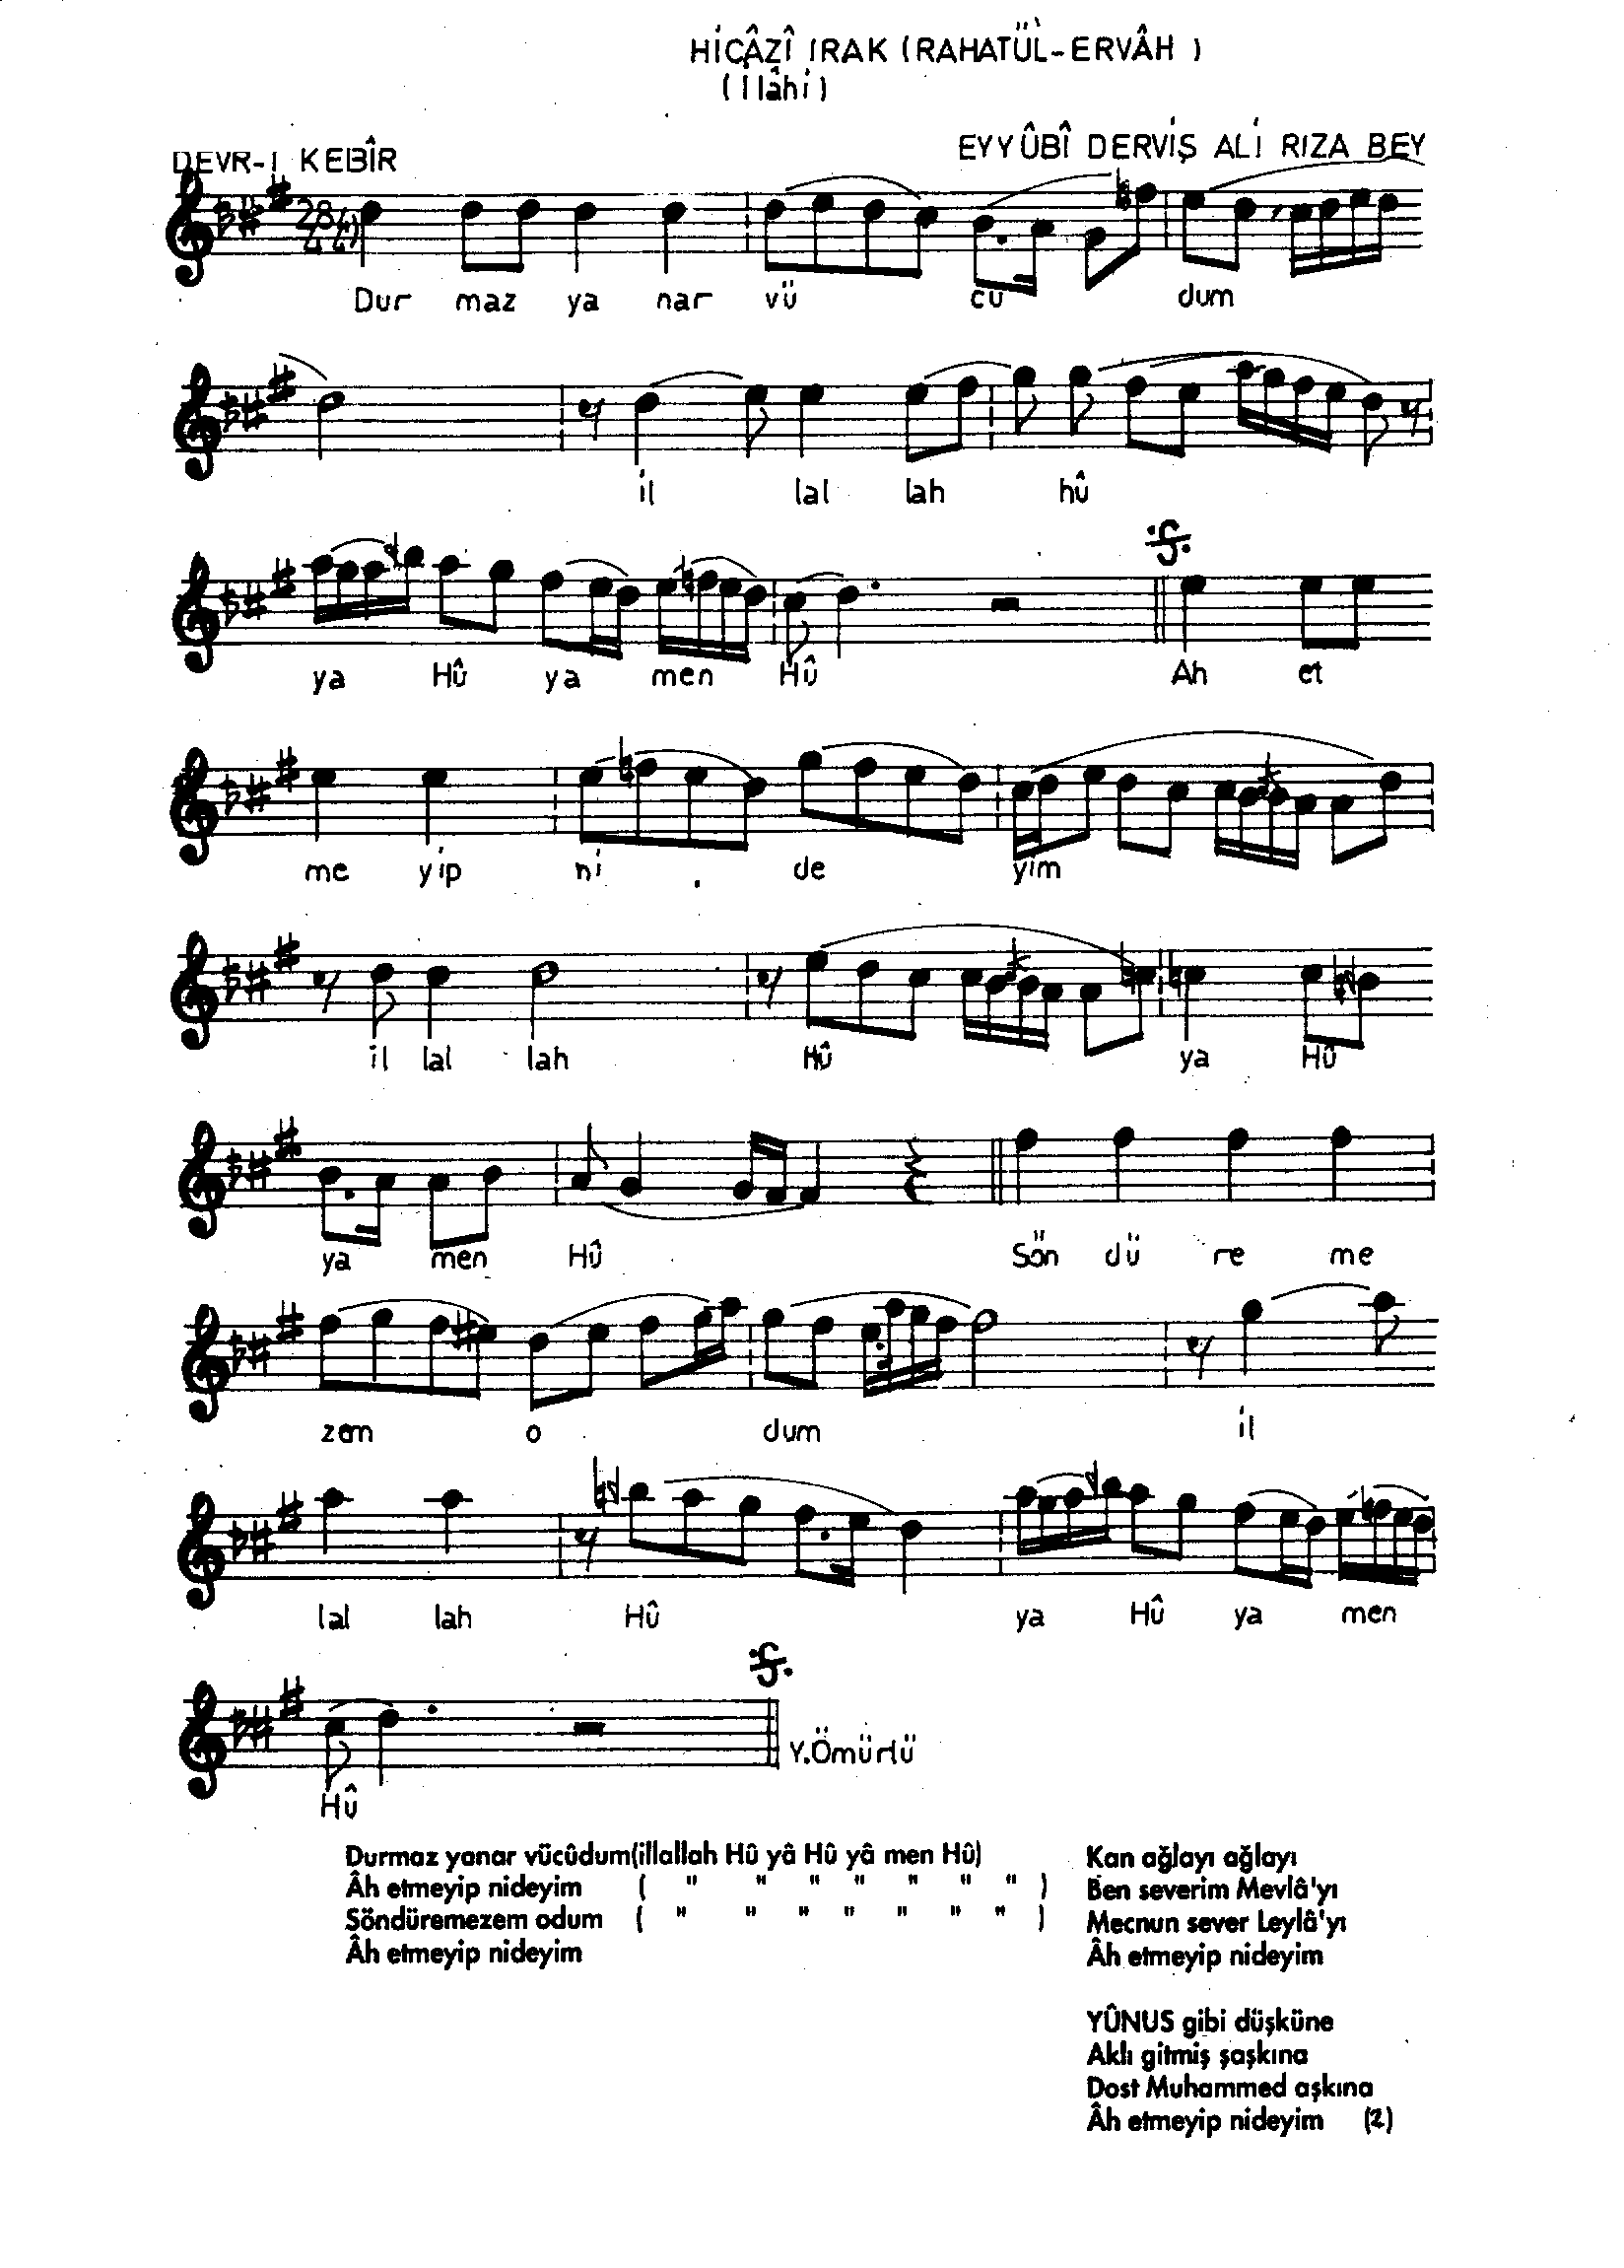 HİCÂZÎ IRAK (RAHATÜL-ERVÂH)
(İlâhi)
DEVR-İ KEBÎR
EYYÛBÎ DERVİŞ ALİ RIZA BEY
28 (4)
4 4
Dur maz ya nar vü cu dum
il lal lah hû
ya Hû ya men Hû Ah et
me yip ni de yim
il lal lah Hû ya Hû
ya men Hû Sön dü re me
zem o dum il
lal lah Hû ya Hû ya men
Y.Ömürlü
Hû
Durmaz yanar vücûdum(illallah Hû yâ Hû yâ men Hû)
Âh etmeyip nideyim ( " " " " " " " )
Söndüremezem odum ( " " " " " " " )
Âh etmeyip nideyim
Kan ağlayı ağlayı
Ben severim Mevlâ'yı
Mecnun sever Leylâ'yı
Âh etmeyip nideyim
YÛNUS gibi düşküne
Aklı gitmiş şaşkına
Dost Muhammed aşkına
Âh etmeyip nideyim (2)